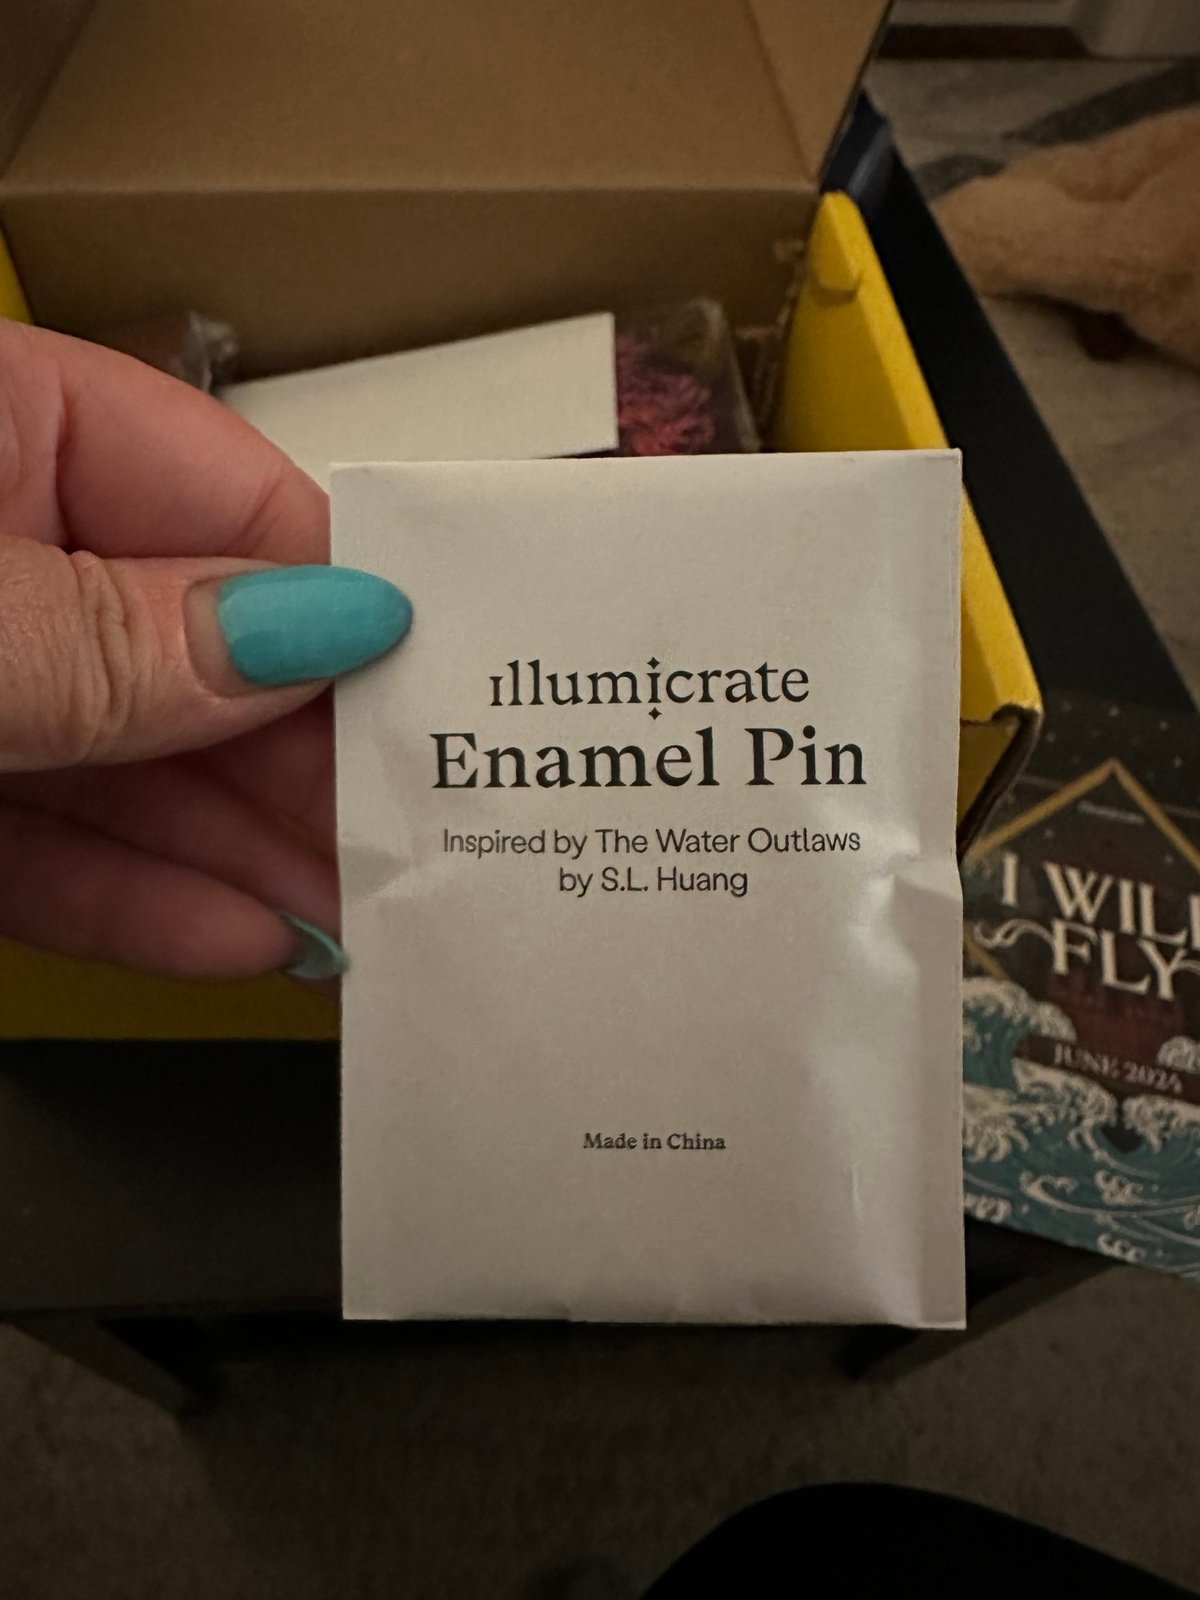 illumicrate
Enamel Pin
Inspired by The Water Outlaws
by S.L. Huang
Made in China
I WILL
FLY
JUNE 2024